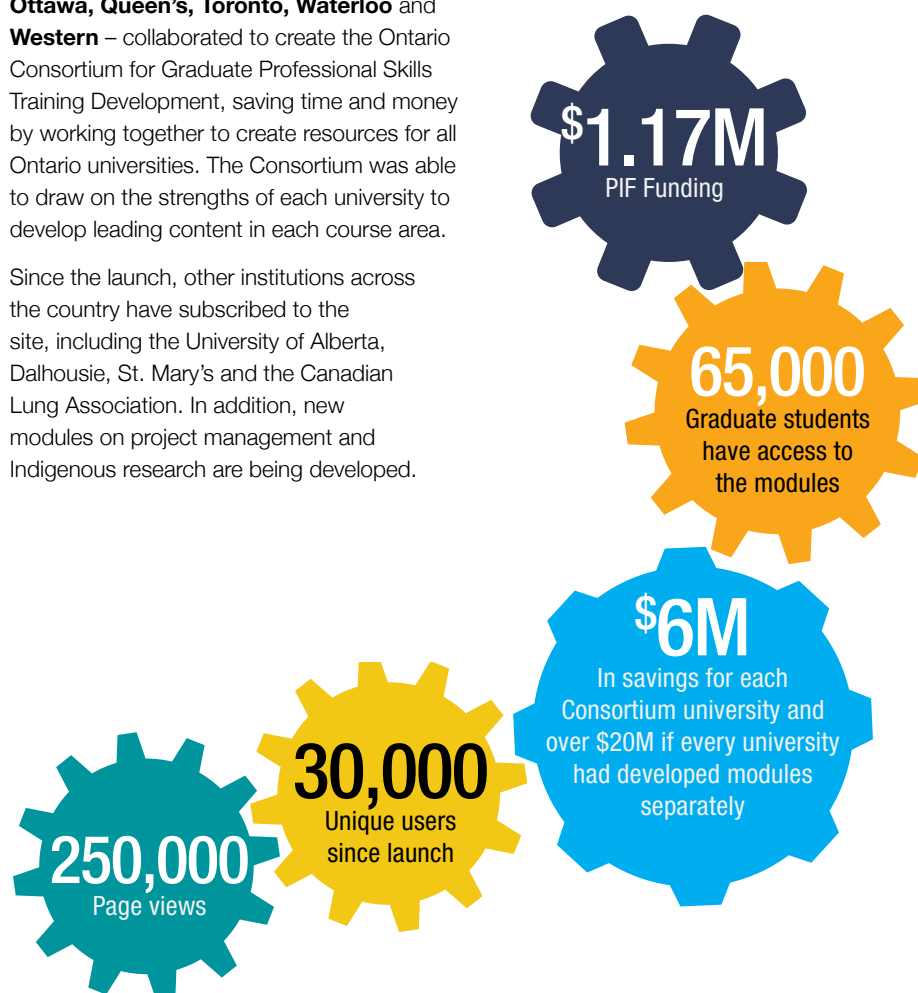 Ottawa, Queen’s, Toronto, Waterloo and
Western – collaborated to create the Ontario
Consortium for Graduate Professional Skills
Training Development, saving time and money
by working together to create resources for all
Ontario universities. The Consortium was able
to draw on the strengths of each university to
develop leading content in each course area.
Since the launch, other institutions across
the country have subscribed to the
site, including the University of Alberta,
Dalhousie, St. Mary’s and the Canadian
Lung Association. In addition, new
modules on project management and
Indigenous research are being developed.
$1.17M
PIF Funding
65,000
Graduate students
have access to
the modules
$6M
In savings for each
Consortium university and
over $20M if every university
had developed modules
separately
30,000
Unique users
since launch
250,000
Page views